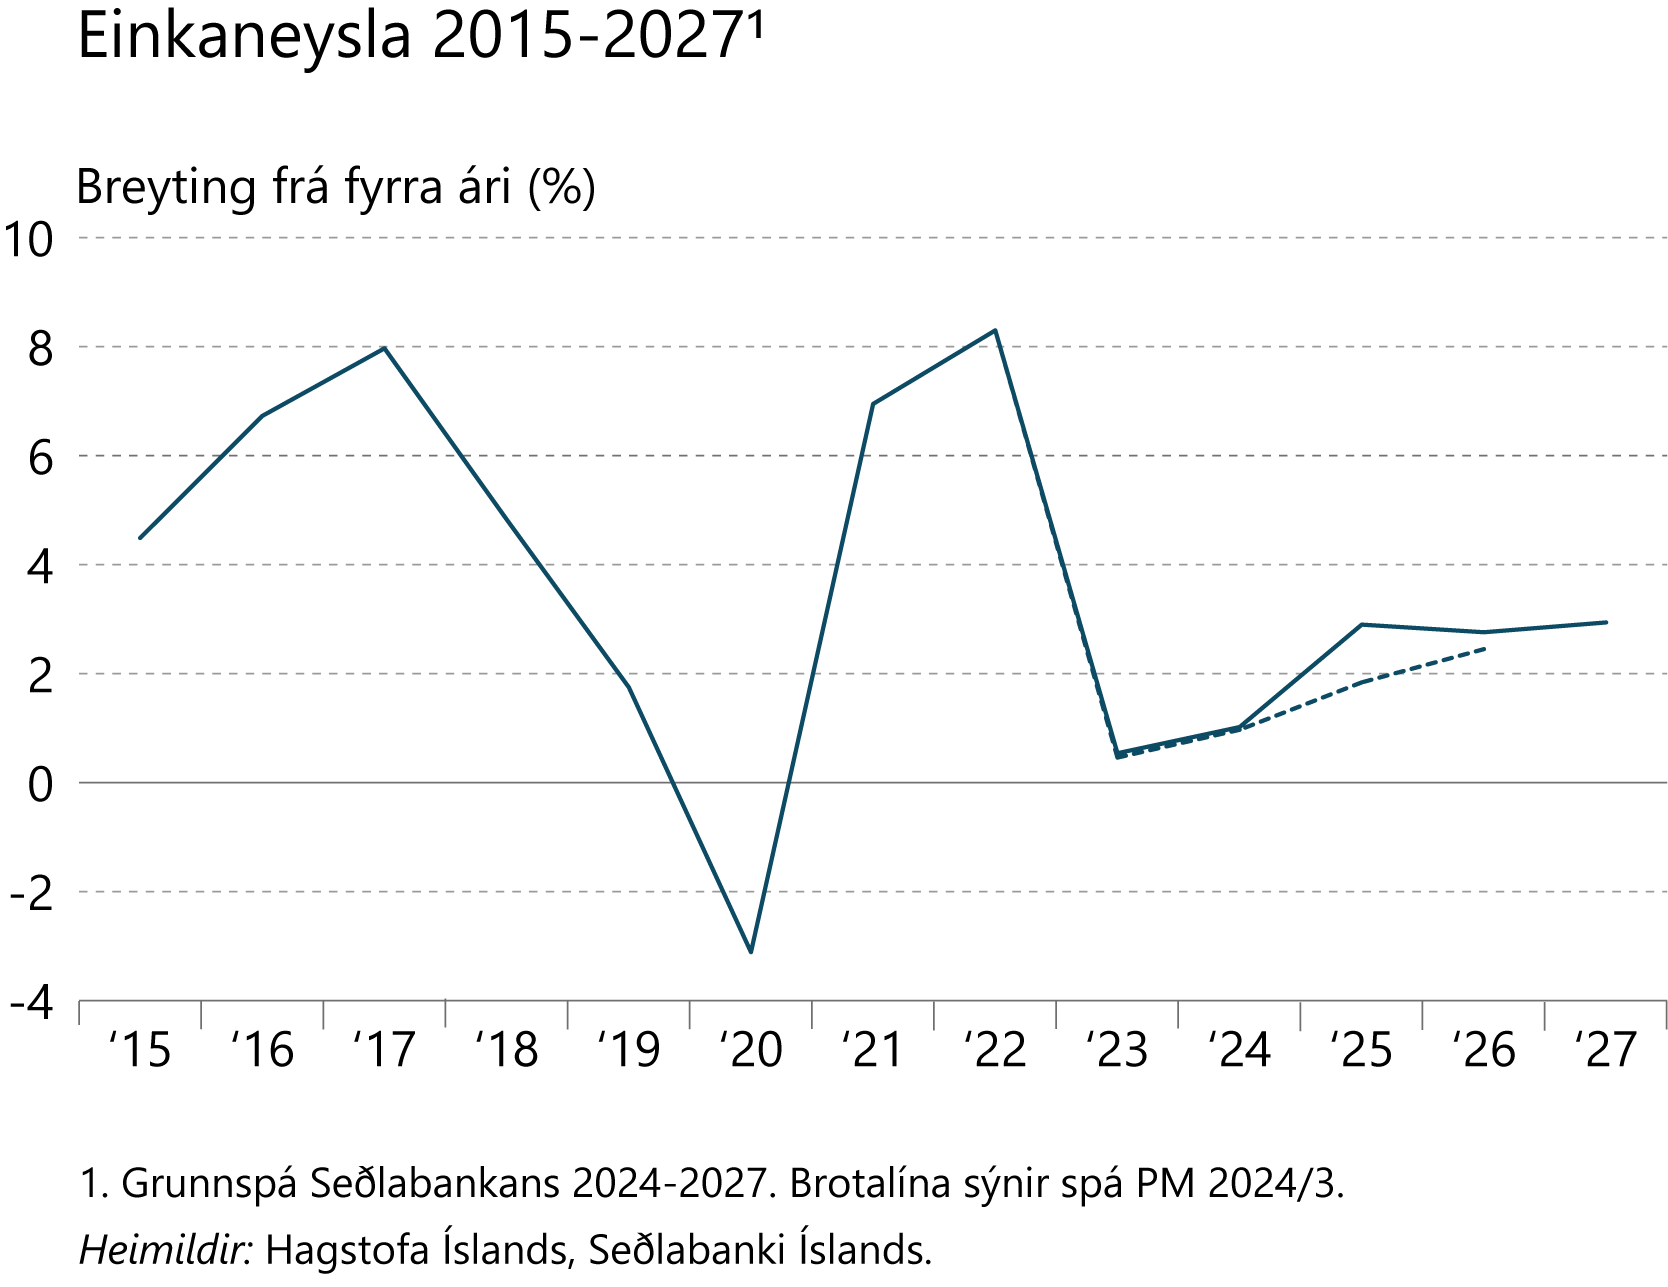 Einkaneysla 2015-2027¹
Breyting frá fyrra ári (%)
10
8
6
4
2
0
-2
-4
‘15 ‘16 ‘17 ‘18 ‘19 ‘20 ‘21 ‘22 ‘23 ‘24 ‘25 ‘26 ‘27
1. Grunnspá Seðlabankans 2024-2027. Brotalína sýnir spá PM 2024/3.
Heimildir: Hagstofa Íslands, Seðlabanki Íslands.